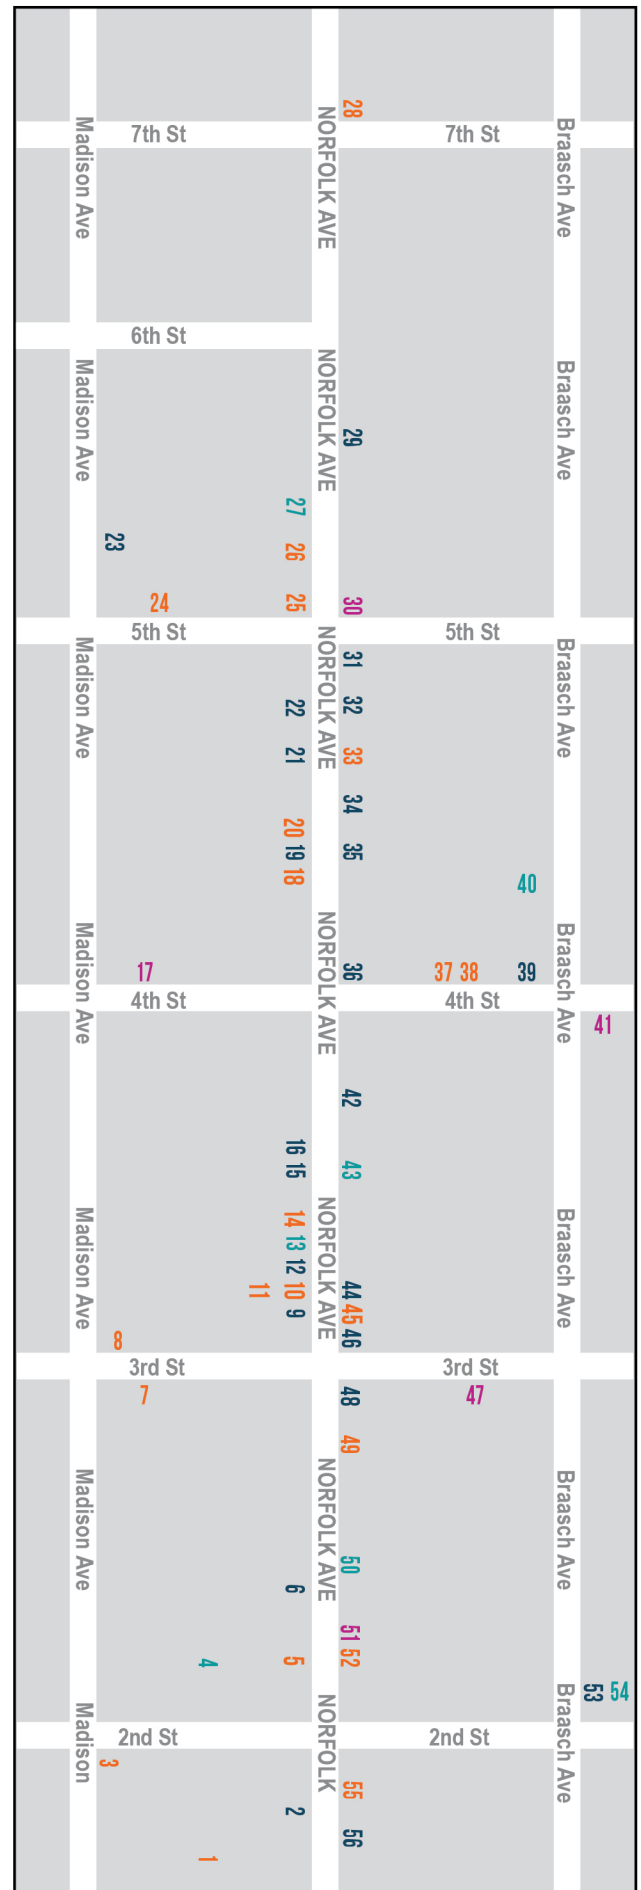 28
7th St
7th St
Madison Ave
NORFOLK AVE
Braasch Ave
6th St
Madison Ave
NORFOLK AVE
Braasch Ave
29
27
23
26
24
25
30
5th St
5th St
Madison Ave
NORFOLK AVE
Braasch Ave
31
22
32
21
33
34
20
19
35
18
40
Madison Ave
NORFOLK AVE
Braasch Ave
17
36
37 38
39
4th St
4th St
41
42
16
15
43
Madison Ave
NORFOLK AVE
Braasch Ave
14
13
12
11
10
44
9
45
8
46
3rd St
3rd St
7
48
47
49
Madison Ave
NORFOLK AVE
Braasch Ave
50
6
51
4
5
52
53
54
Madison
NORFOLK
Braasch Ave
2nd St
2nd St
3
55
2
56
1